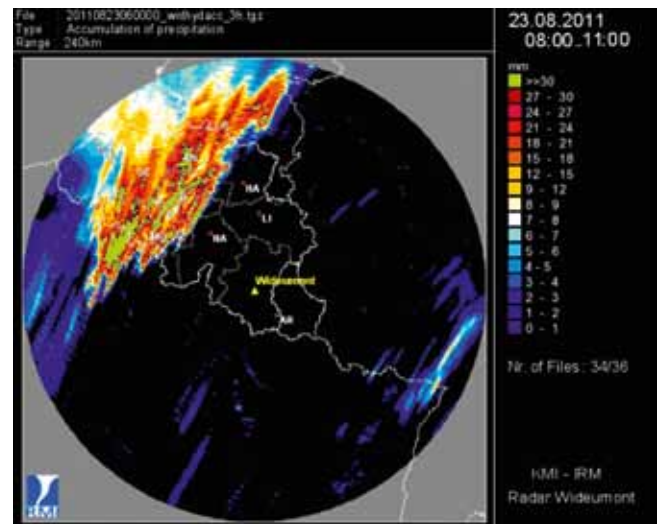 File : 20110823060000_withydacc_3h.tgz
Type : Accumulation of precipitation
Range : 240km
23.08.2011
08:00-11:00
mm
>>30
27 - 30
24 - 27
21 - 24
18 - 21
15 - 18
12 - 15
9 - 12
8 - 9
7 - 8
6 - 7
5 - 6
4 - 5
3 - 4
2 - 3
1 - 2
0 - 1
HA
LI
NA
Wideumont
AR
Nr. of Files : 34/36
KMI - IRM
Radar Wideumont
RMI